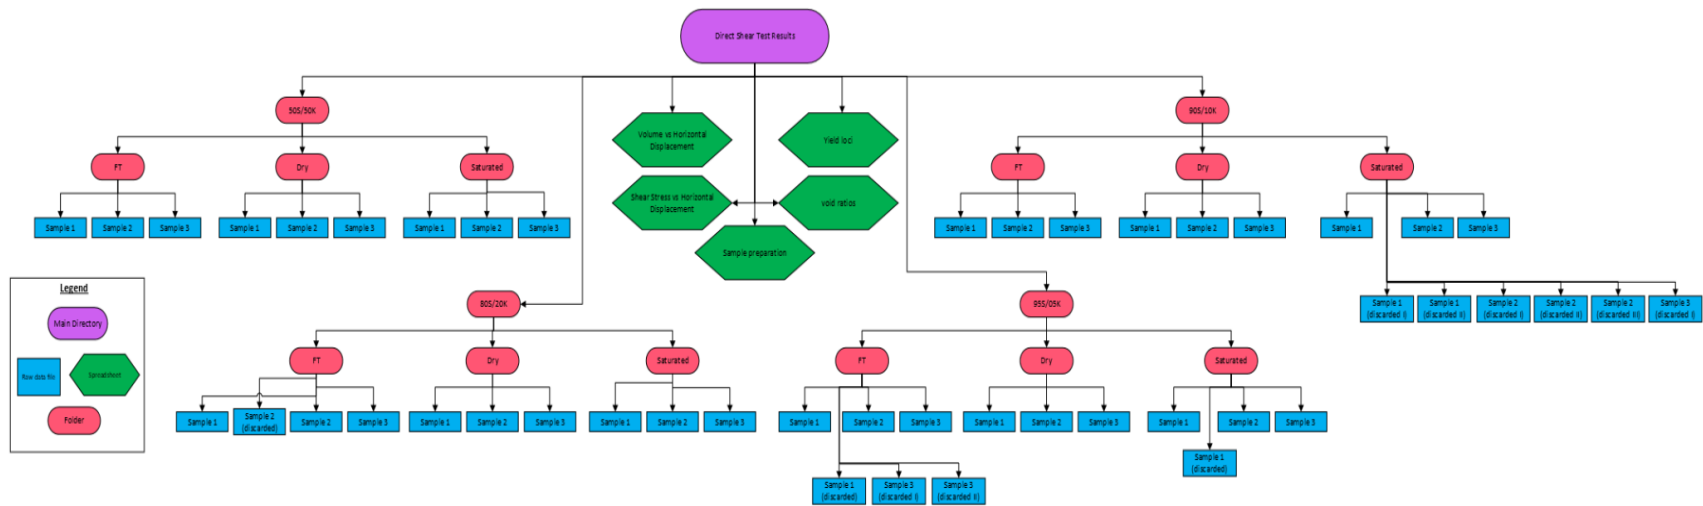 Direct Shear Test Results
50S/50K
90S/10K
Volume vs Horizontal
Displacement
Yield loci
FT
Dry
Saturated
FT
Dry
Saturated
Shear Stress vs Horizontal
Displacement
void ratios
Sample 1
Sample 2
Sample 3
Sample 1
Sample 2
Sample 3
Sample 1
Sample 2
Sample 3
Sample 1
Sample 2
Sample 3
Sample 1
Sample 2
Sample 3
Sample 1
Sample 2
Sample 3
Sample preparation
Legend
Main Directory
Raw data file
Spreadsheet
Folder
80S/20K
95S/05K
Sample 1
(discarded I)
Sample 1
(discarded II)
Sample 2
(discarded I)
Sample 2
(discarded II)
Sample 2
(discarded III)
Sample 3
(discarded I)
FT
Dry
Saturated
FT
Dry
Saturated
Sample 1
Sample 2
(discarded)
Sample 2
Sample 3
Sample 1
Sample 2
Sample 3
Sample 1
Sample 2
Sample 3
Sample 1
Sample 2
Sample 3
Sample 1
Sample 2
Sample 3
Sample 1
Sample 2
Sample 3
Sample 1
(discarded)
Sample 1
(discarded)
Sample 3
(discarded I)
Sample 3
(discarded II)